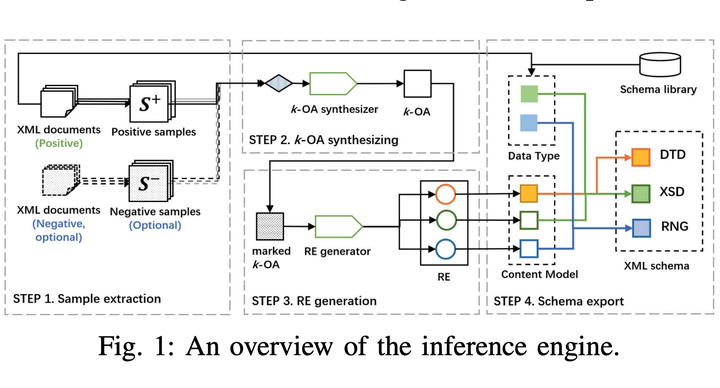 S+
XML documents
(Positive)
Positive samples
S−
XML documents
(Negative,
optional)
Negative samples
(Optional)
STEP 1. Sample extraction
k-OA synthesizer
k-OA
STEP 2. k-OA synthesizing
marked
k-OA
RE generator
RE
STEP 3. RE generation
Schema library
Data Type
Content Model
DTD
XSD
RNG
XML schema
STEP 4. Schema export
Fig. 1: An overview of the inference engine.